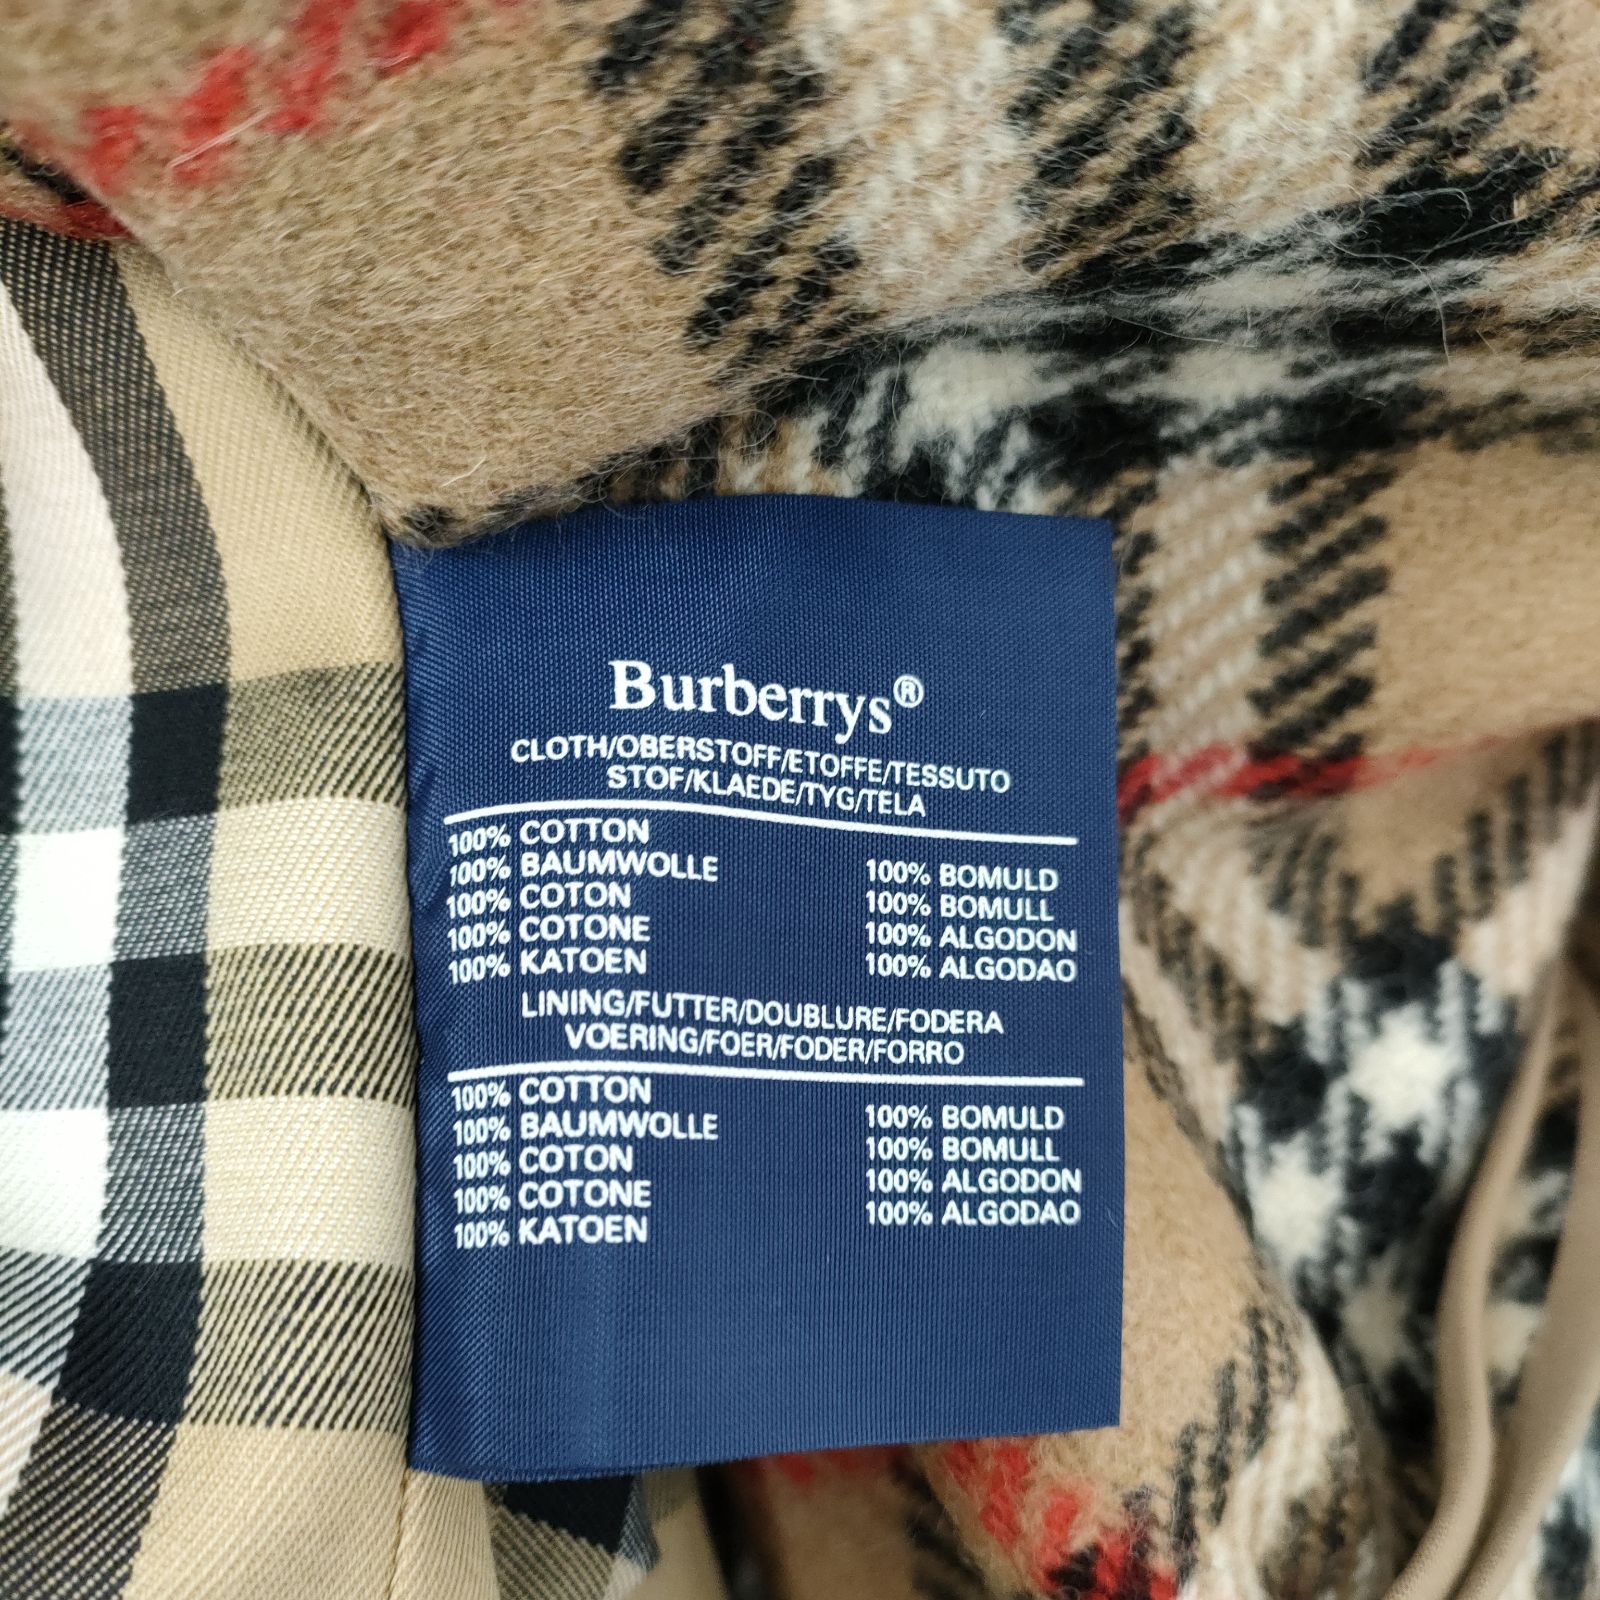 Burberrys®
CLOTH/OBERSTOFF/ETOFFE/TESSUTO
STOF/KLAEDE/TYG/TELA
100% COTTON
100% BAUMWOLLE 100% BOMULD
100% COTON 100% BOMULL
100% COTONE 100% ALGODON
100% KATOEN 100% ALGODAO
LINING/FUTTER/DOUBLURE/FODERA
VOERING/FOER/FODER/FORRO
100% COTTON
100% BAUMWOLLE 100% BOMULD
100% COTON 100% BOMULL
100% COTONE 100% ALGODON
100% KATOEN 100% ALGODAO